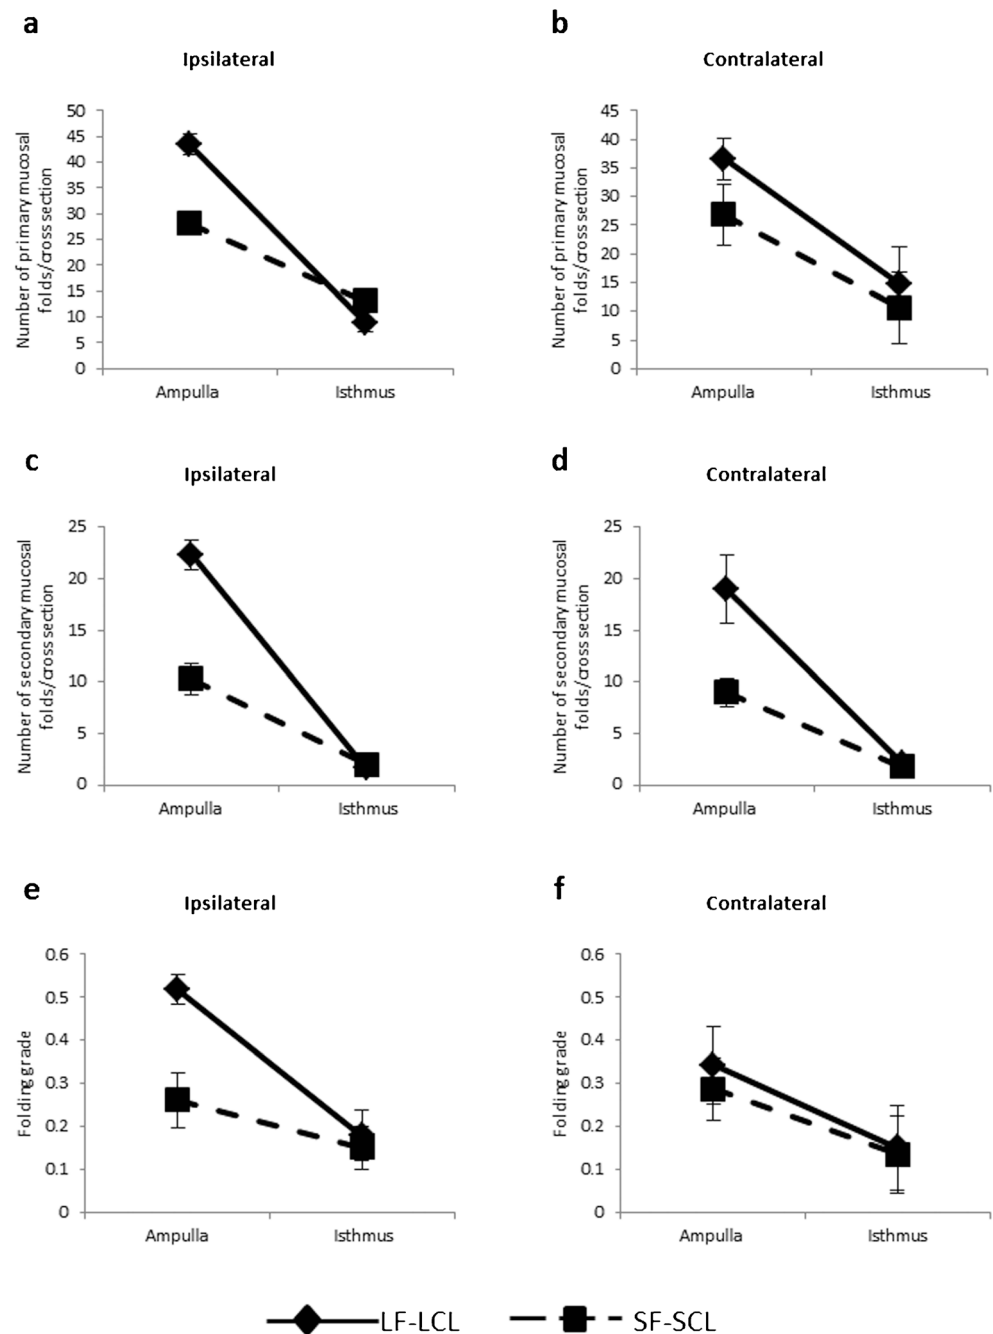 a
Ipsilateral
Number of primary mucosal
folds/cross section
50
45
40
35
30
25
20
15
10
5
0
Ampulla
Isthmus
b
Contralateral
Number of primary mucosal
folds/cross section
45
40
35
30
25
20
15
10
5
0
Ampulla
Isthmus
c
Ipsilateral
Number of secondary mucosal
folds/cross section
25
20
15
10
5
0
Ampulla
Isthmus
d
Contralateral
Number of secondary mucosal
folds/cross section
25
20
15
10
5
0
Ampulla
Isthmus
e
Ipsilateral
Folding grade
0.6
0.5
0.4
0.3
0.2
0.1
0
Ampulla
Isthmus
f
Contralateral
Folding grade
0.6
0.5
0.4
0.3
0.2
0.1
0
Ampulla
Isthmus
LF-LCL
SF-SCL